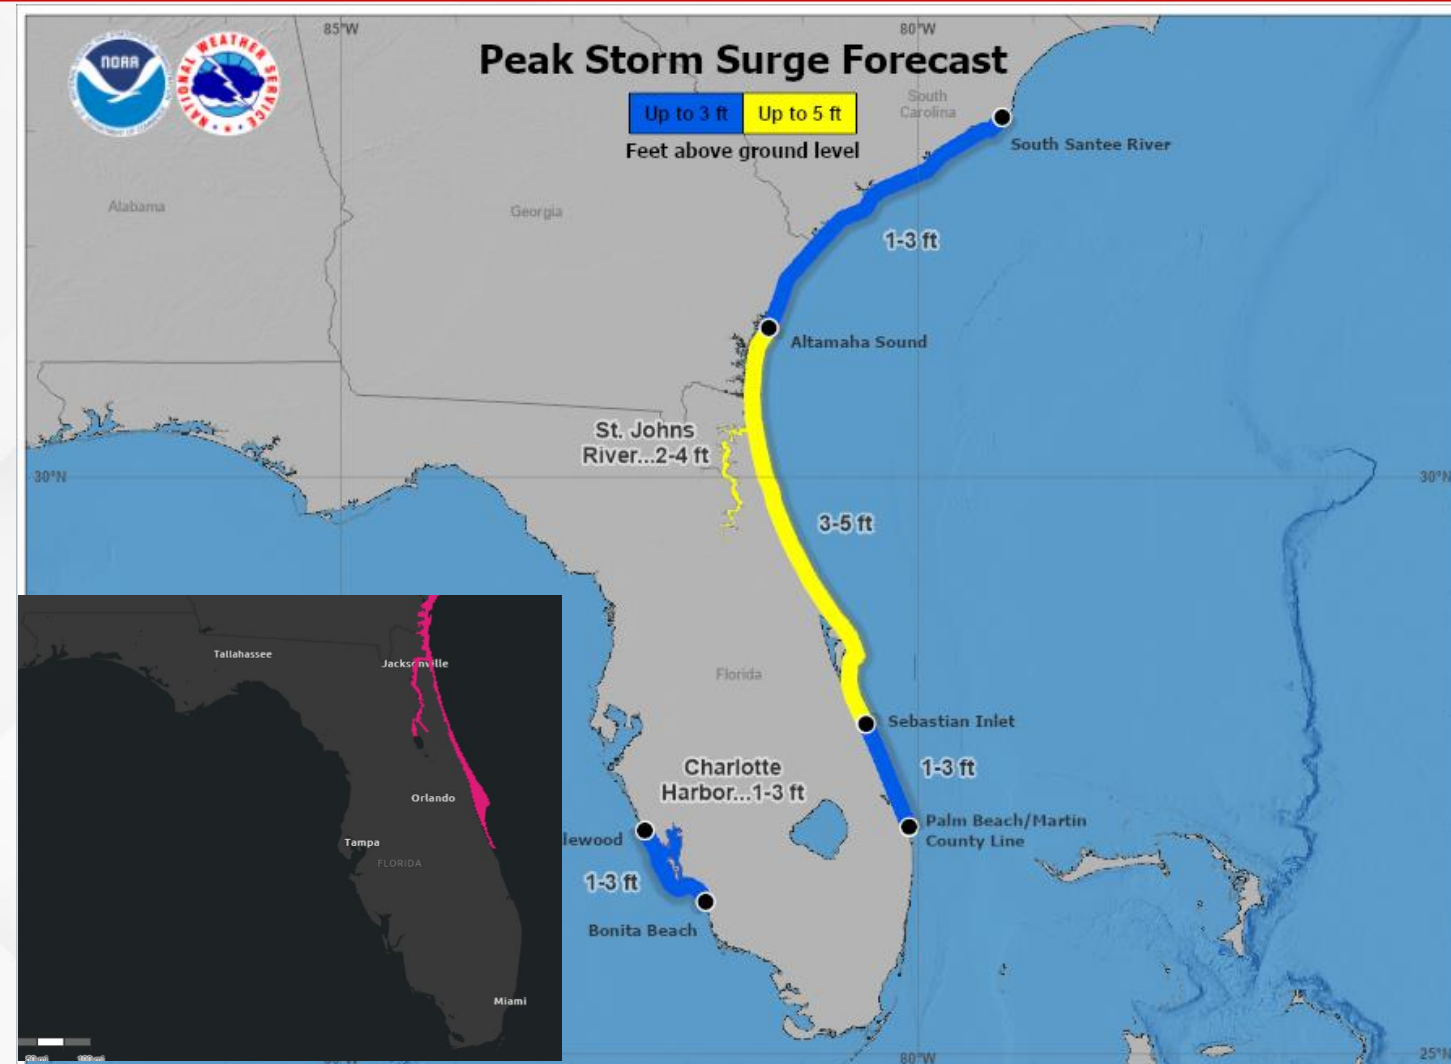 85°W
80°W
NOAA
NATIONAL WEATHER SERVICE
Peak Storm Surge Forecast
Up to 3 ft
Up to 5 ft
Feet above ground level
South
Carolina
South Santee River
Alabama
Georgia
1-3 ft
Altamaha Sound
St. Johns
River...2-4 ft
30°N
30°N
3-5 ft
Florida
Sebastian Inlet
Charlotte
Harbor...1-3 ft
1-3 ft
Palm Beach/Martin
County Line
lewood
1-3 ft
Bonita Beach
Tallahassee
Jacksonville
Orlando
Tampa
FLORIDA
Miami
80°W
25°N